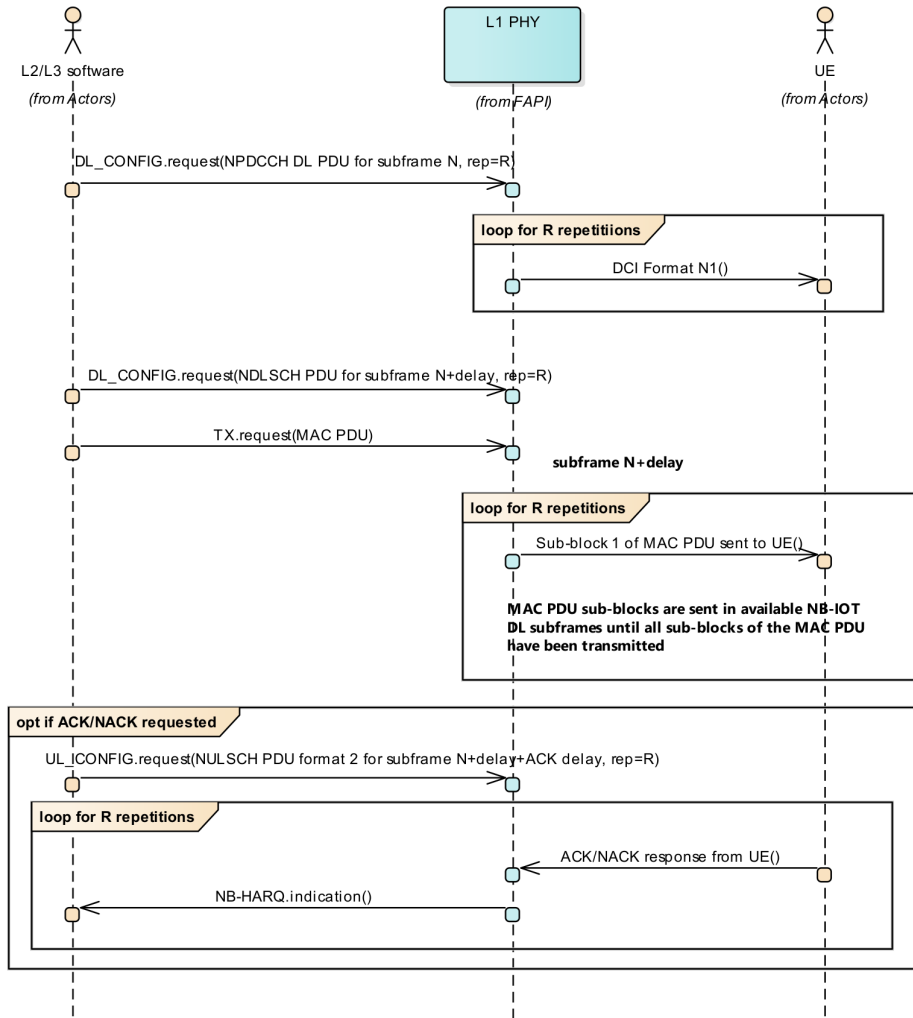 L1 PHY
L2/L3 software
UE
(from Actors)
(from FAPI)
(from Actors)
DL_CONFIG.request(NPDCCH DL PDU for subframe N, rep=R)
loop for R repetitiions
DCI Format N1()
DL_CONFIG.request(NDLSCH PDU for subframe N+delay, rep=R)
TX.request(MAC PDU)
subframe N+delay
loop for R repetitions
Sub-block 1 of MAC PDU sent to UE()
MAC PDU sub-blocks are sent in available NB-IOT
DL subframes until all sub-blocks of the MAC PDU
have been transmitted
opt if ACK/NACK requested
UL_CONFIG.request(NULSCH PDU format 2 for subframe N+delay+ACK delay, rep=R)
loop for R repetitions
ACK/NACK response from UE()
NB-HARQ.indication()